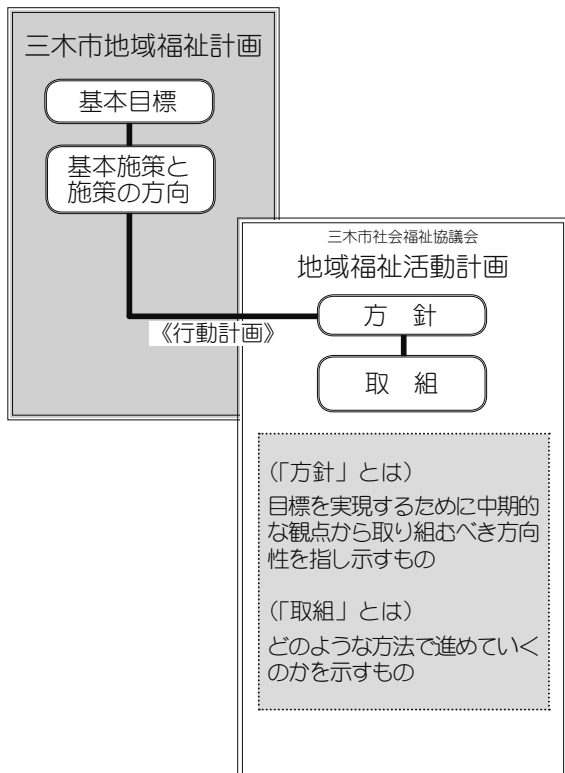 三木市地域福祉計画
基本目標
基本施策と
施策の方向
三木市社会福祉協議会
地域福祉活動計画
方　針
《行動計画》
取　組
(「方針」とは)
目標を実現するために中期的
な観点から取り組むべき方向
性を指し示すもの
(「取組」とは)
どのような方法で進めていく
のかを示すもの